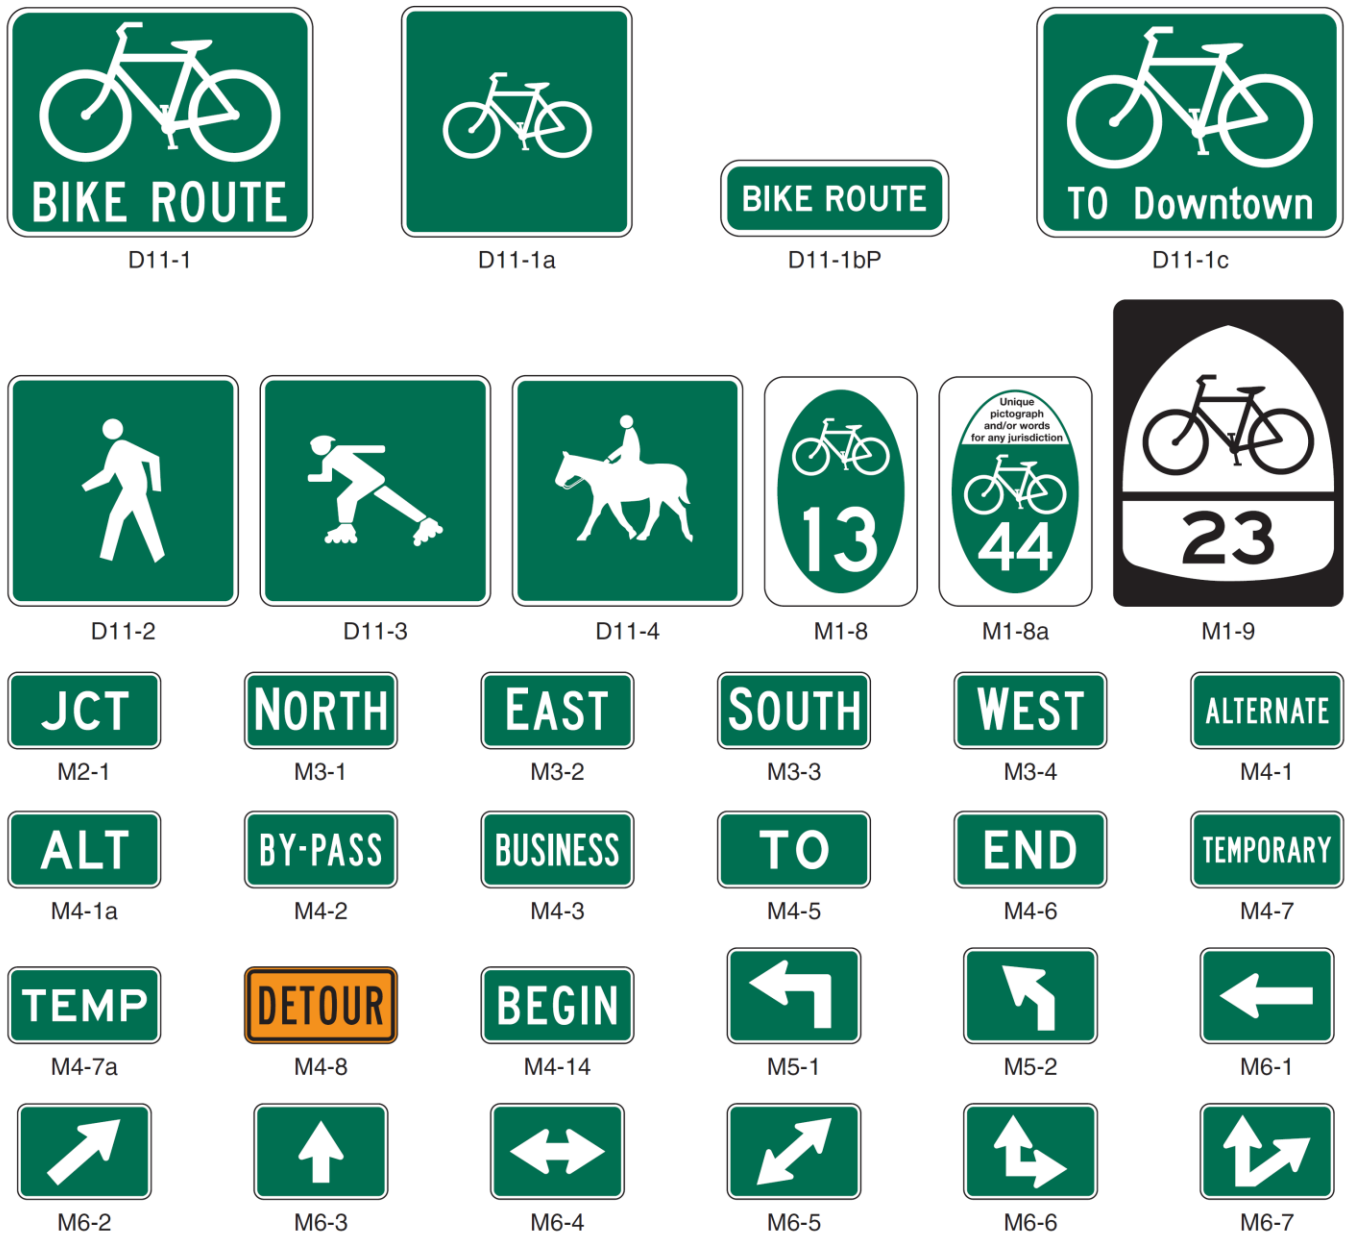 BIKE ROUTE
BIKE ROUTE
TO Downtown
D11-1
D11-1a
D11-1bP
D11-1c
Unique
pictograph
and/or words
for any jurisdiction
13
44
23
D11-2
D11-3
D11-4
M1-8
M1-8a
M1-9
JCT
NORTH
EAST
SOUTH
WEST
ALTERNATE
M2-1
M3-1
M3-2
M3-3
M3-4
M4-1
ALT
BY-PASS
BUSINESS
TO
END
TEMPORARY
M4-1a
M4-2
M4-3
M4-5
M4-6
M4-7
TEMP
DETOUR
BEGIN
M4-7a
M4-8
M4-14
M5-1
M5-2
M6-1
M6-2
M6-3
M6-4
M6-5
M6-6
M6-7